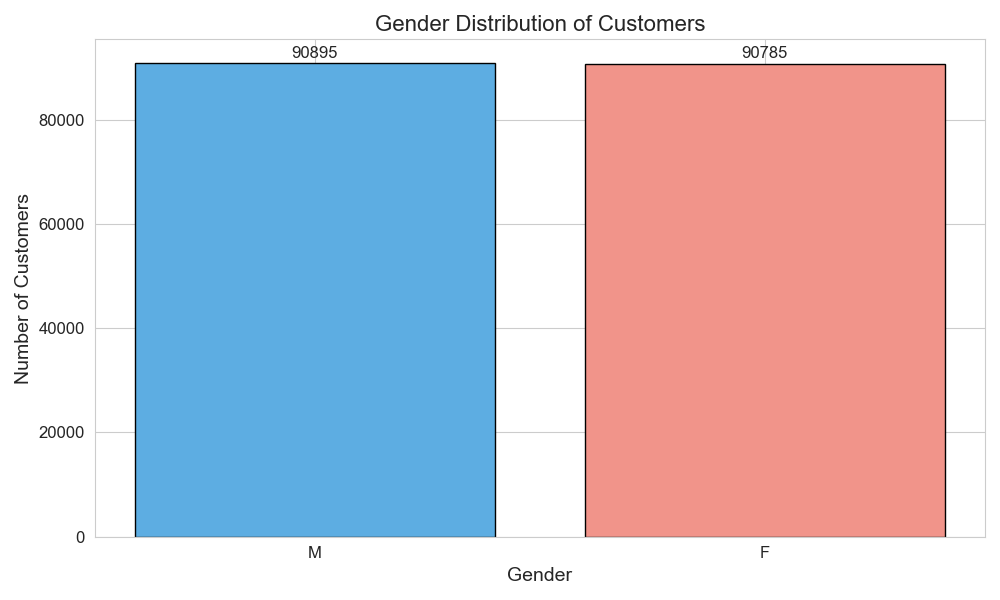 Gender Distribution of Customers
90895
90785
80000
60000
40000
20000
0
Number of Customers
M
F
Gender